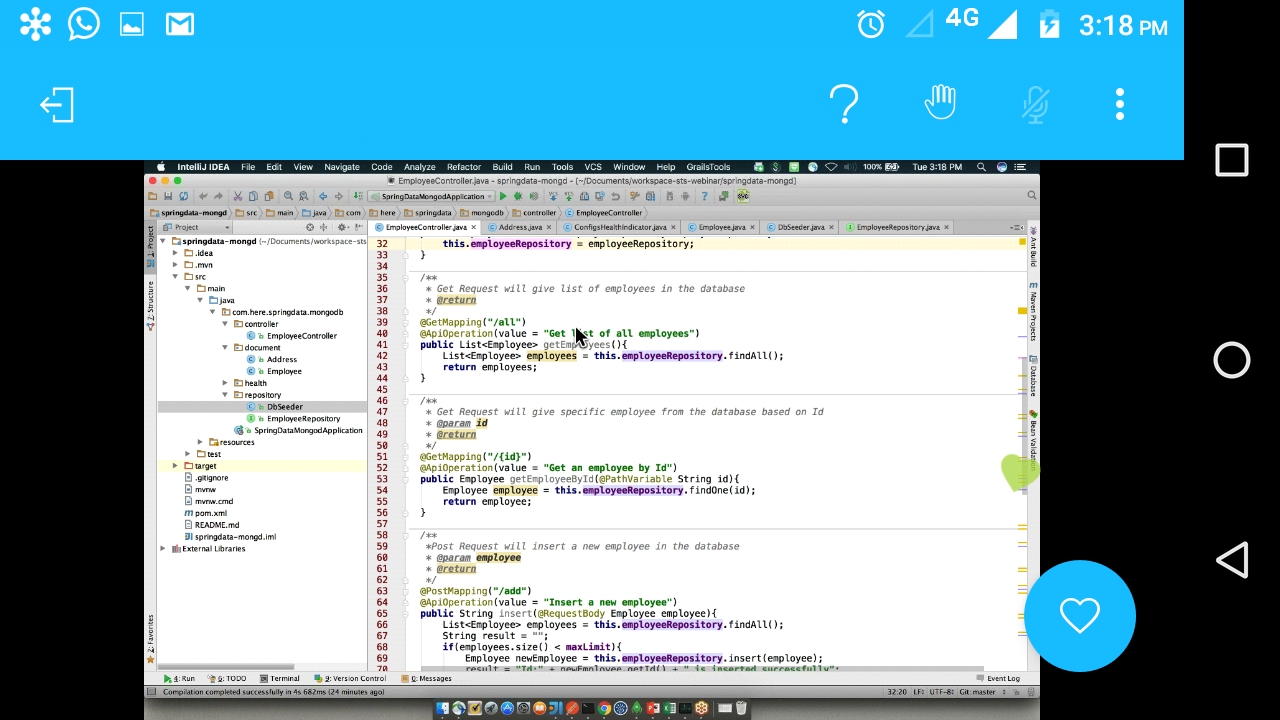 4G 3:18 PM
IntelliJ IDEA File Edit View Navigate Code Analyze Refactor Build Run Tools VCS Window Help GrailsTools 100% Tue 3:18 PM
EmployeeController.java - springdata-mongd - [~/Documents/workspace-sts-webinar/springdata-mongd]
SpringDataMongodApplication
springdata-mongd src main java com here springdata mongodb controller EmployeeController
Project
EmployeeController.java Address.java ConfigsHealthIndicator.java Employee.java DbSeeder.java EmployeeRepository.java
1: Project
Z: Structure
2: Favorites
springdata-mongd (~/Documents/workspace-sts
.idea
.mvn
src
main
java
com.here.springdata.mongodb
controller
EmployeeController
document
Address
Employee
health
repository
DbSeeder
EmployeeRepository
SpringDataMongodApplication
resources
test
target
.gitignore
mvnw
mvnw.cmd
pom.xml
README.md
springdata-mongd.iml
External Libraries
32 this.employeeRepository = employeeRepository;
33 }
34
35 /**
36 * Get Request will give list of employees in the database
37 * @return
38 */
39 @GetMapping("/all")
40 @ApiOperation(value = "Get list of all employees")
41 public List<Employee> getEmployees(){
42 List<Employee> employees = this.employeeRepository.findAll();
43 return employees;
44 }
45
46 /**
47 * Get Request will give specific employee from the database based on Id
48 * @param id
49 * @return
50 */
51 @GetMapping("/{id}")
52 @ApiOperation(value = "Get an employee by Id")
53 public Employee getEmployeeById(@PathVariable String id){
54 Employee employee = this.employeeRepository.findOne(id);
55 return employee;
56 }
57
58 /**
59 *Post Request will insert a new employee in the database
60 * @param employee
61 * @return
62 */
63 @PostMapping("/add")
64 @ApiOperation(value = "Insert a new employee")
65 public String insert(@RequestBody Employee employee){
66 List<Employee> employees = this.employeeRepository.findAll();
67 String result = "";
68 if(employees.size() < maxLimit){
69 Employee newEmployee = this.employeeRepository.insert(employee);
70 result = "Id:" + newEmployee.getId() + " is inserted successfully";
Ant Build
Maven Projects
Database
Bean Validation
4: Run 6: TODO Terminal 9: Version Control 0: Messages Event Log
Compilation completed successfully in 4s 682ms (24 minutes ago) 32:20 LF÷ UTF-8÷ Git: master